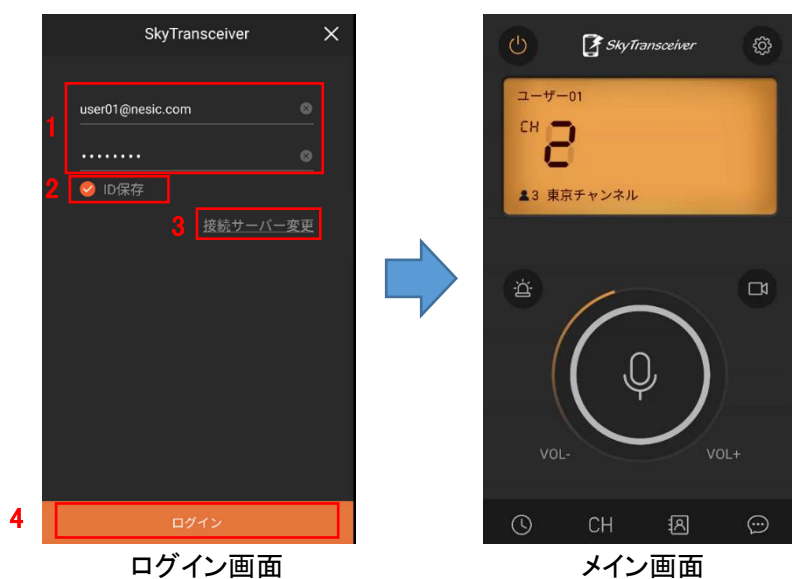 SkyTransceiver
1
user01@nesic.com
••••••••
2
ID保存
3
接続サーバー変更
4
ログイン
ログイン画面
SkyTransceiver
ユーザー01
CH 2
3 東京チャンネル
VOL-
VOL+
CH
メイン画面